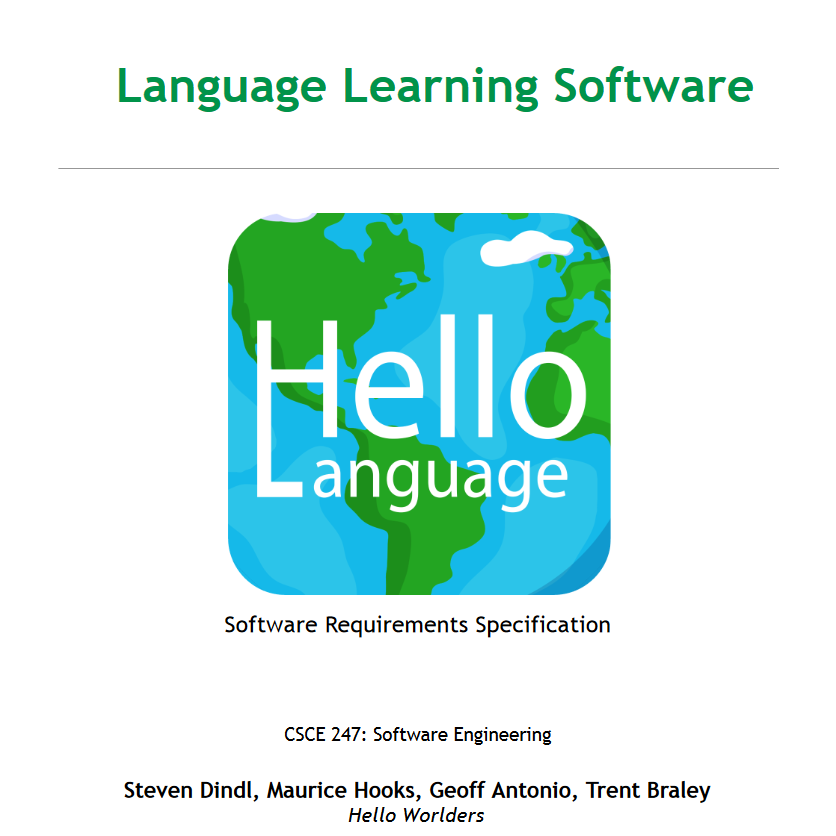 Language Learning Software
Hello
Language
Software Requirements Specification
CSCE 247: Software Engineering
Steven Dindl, Maurice Hooks, Geoff Antonio, Trent Braley
Hello Worlders